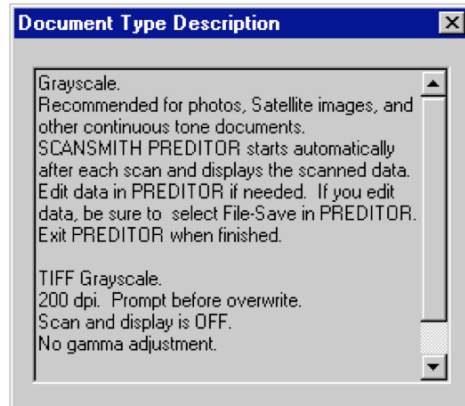 Document Type Description
Grayscale.
Recommended for photos, Satellite images, and
other continuous tone documents.
SCANSMITH PREDITOR starts automatically
after each scan and displays the scanned data.
Edit data in PREDITOR if needed.  If you edit
data, be sure to  select File-Save in PREDITOR.
Exit PREDITOR when finished.

TIFF Grayscale.
200 dpi.  Prompt before overwrite.
Scan and display is OFF.
No gamma adjustment.